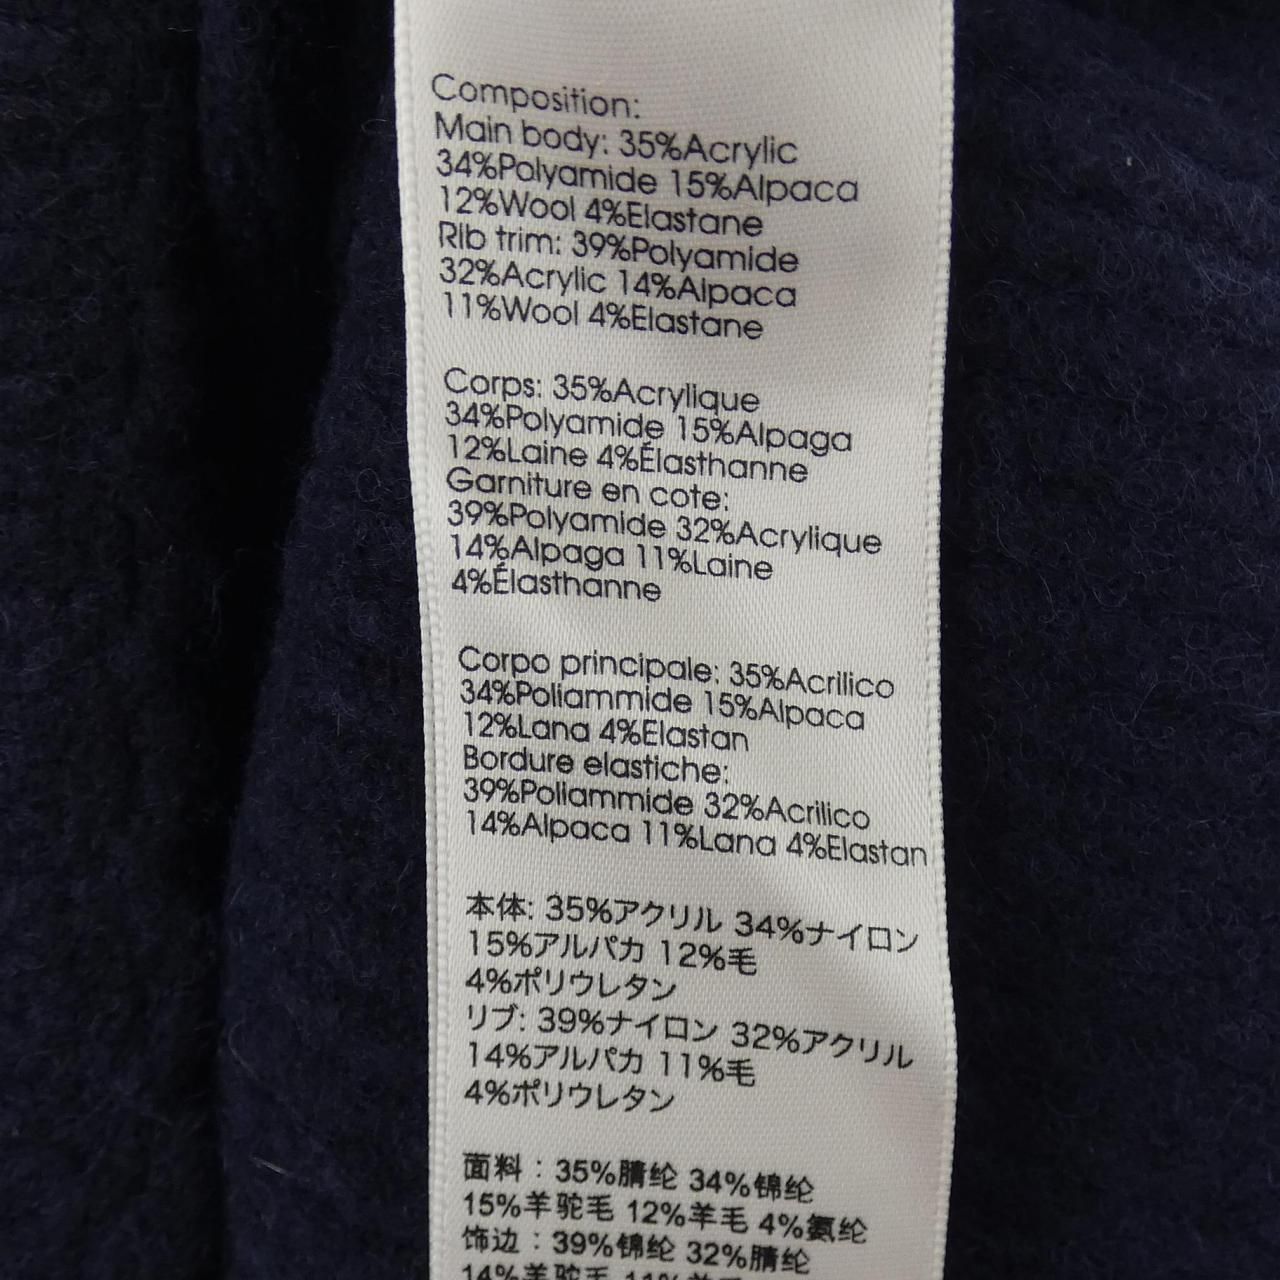 Composition:
Main body: 35%Acrylic
34%Polyamide 15%Alpaca
12%Wool 4%Elastane
Rib trim: 39%Polyamide
32%Acrylic 14%Alpaca
11%Wool 4%Elastane
Corps: 35%Acrylique
34%Polyamide 15%Alpaga
12%Laine 4%Élasthanne
Garniture en cote:
39%Polyamide 32%Acrylique
14%Alpaga 11%Laine
4%Élasthanne
Corpo principale: 35%Acrilico
34%Poliammide 15%Alpaca
12%Lana 4%Elastan
Bordure elastiche:
39%Poliammide 32%Acrilico
14%Alpaca 11%Lana 4%Elastan
本体: 35%アクリル 34%ナイロン
15%アルパカ 12%毛
4%ポリウレタン
リブ: 39%ナイロン 32%アクリル
14%アルパカ 11%毛
4%ポリウレタン
面料：35%腈纶 34%锦纶
15%羊驼毛 12%羊毛 4%氨纶
饰边：39%锦纶 32%腈纶
14%羊驼毛